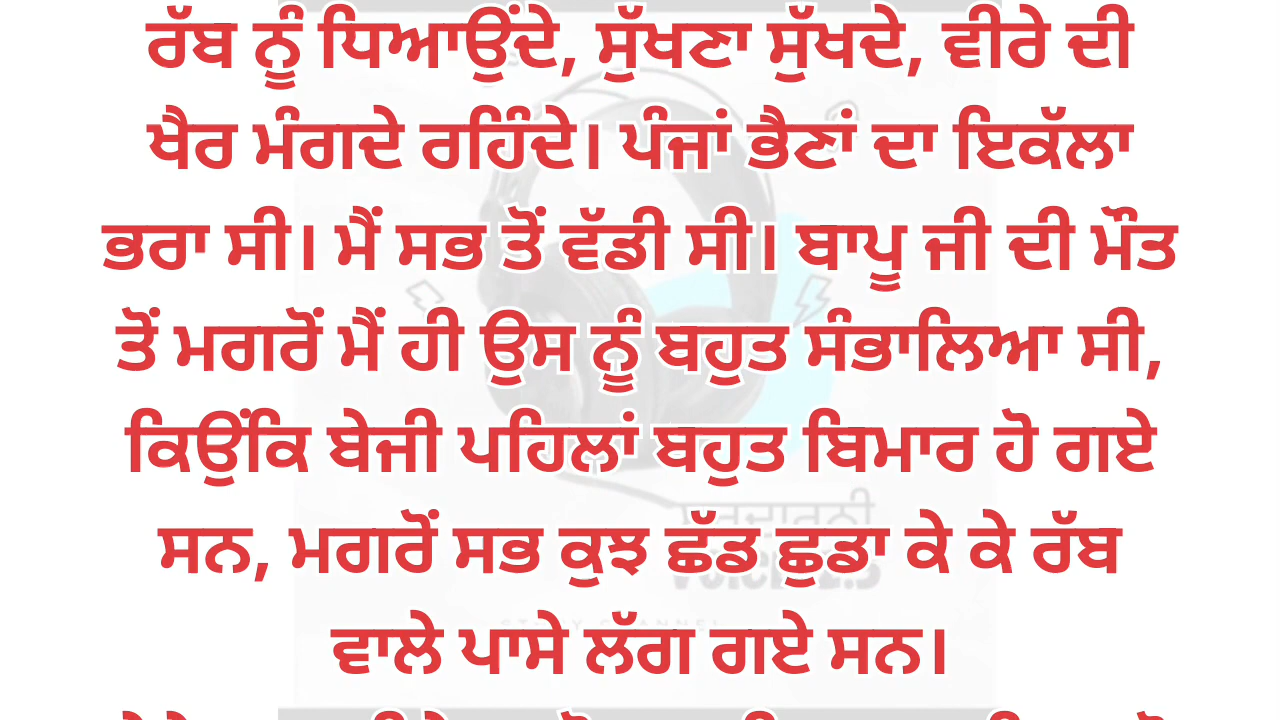 ਰੱਬ ਨੂੰ ਧਿਆਉਂਦੇ, ਸੁੱਖਣਾ ਸੁੱਖਦੇ, ਵੀਰੇ ਦੀ
ਖੈਰ ਮੰਗਦੇ ਰਹਿੰਦੇ। ਪੰਜਾਂ ਭੈਣਾਂ ਦਾ ਇਕੱਲਾ
ਭਰਾ ਸੀ। ਮੈਂ ਸਭ ਤੋਂ ਵੱਡੀ ਸੀ। ਬਾਪੂ ਜੀ ਦੀ ਮੌਤ
ਤੋਂ ਮਗਰੋਂ ਮੈਂ ਹੀ ਉਸ ਨੂੰ ਬਹੁਤ ਸੰਭਾਲਿਆ ਸੀ,
ਕਿਉਂਕਿ ਬੇਜੀ ਪਹਿਲਾਂ ਬਹੁਤ ਬਿਮਾਰ ਹੋ ਗਏ
ਸਨ, ਮਗਰੋਂ ਸਭ ਕੁਝ ਛੱਡ ਛੁਡਾ ਕੇ ਕੇ ਰੱਬ
ਵਾਲੇ ਪਾਸੇ ਲੱਗ ਗਏ ਸਨ।